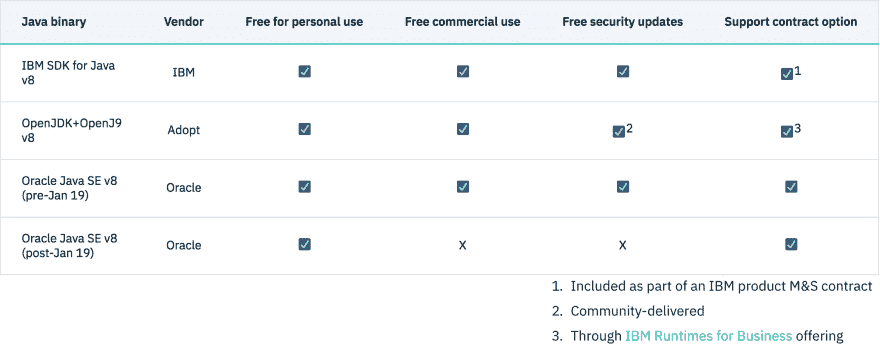 Java binary Vendor Free for personal use Free commercial use Free security updates Support contract option
IBM SDK for Java
v8
IBM ☑ ☑ ☑ ☑1
OpenJDK+OpenJ9
v8
Adopt ☑ ☑ ☑2 ☑3
Oracle Java SE v8
(pre-Jan 19)
Oracle ☑ ☑ ☑ ☑
Oracle Java SE v8
(post-Jan 19)
Oracle ☑ X X ☑
1. Included as part of an IBM product M&S contract
2. Community-delivered
3. Through IBM Runtimes for Business offering